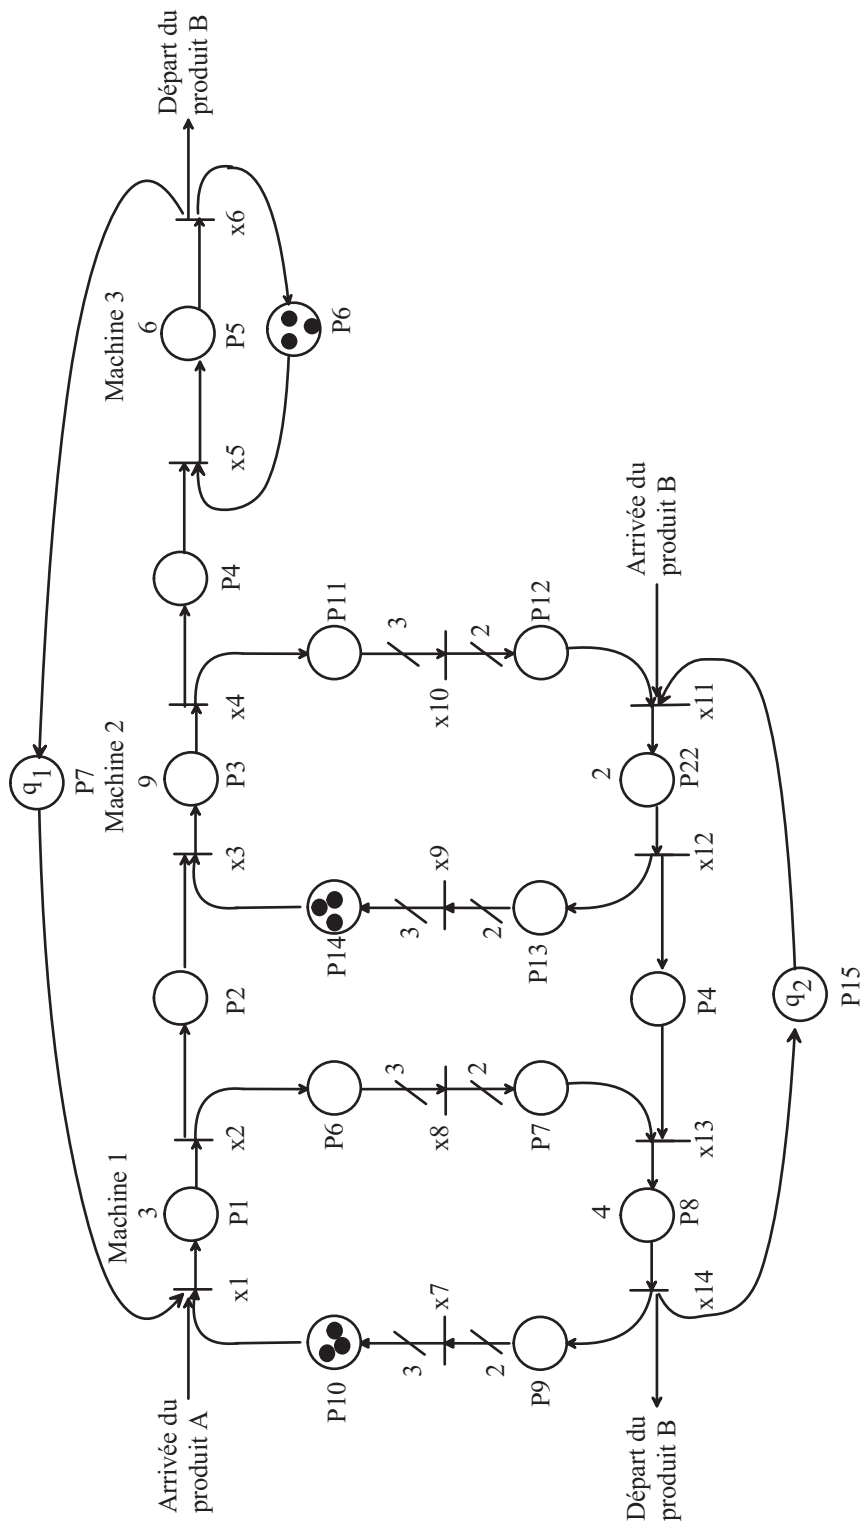 Départ du
produit B
Machine 3
6
P5
x6
P6
x5
P4
P11
3
2
P12
Arrivée du
produit B
x4
x10
x11
q1
P7
Machine 2
9
P3
2
P22
x3
x9
x12
P14
3
2
P13
P2
P4
q2
P15
P6
3
2
P7
x2
x8
x13
Machine 1
3
P1
4
P8
x1
x7
x14
P10
3
2
P9
Arrivée du
produit A
Départ du
produit B